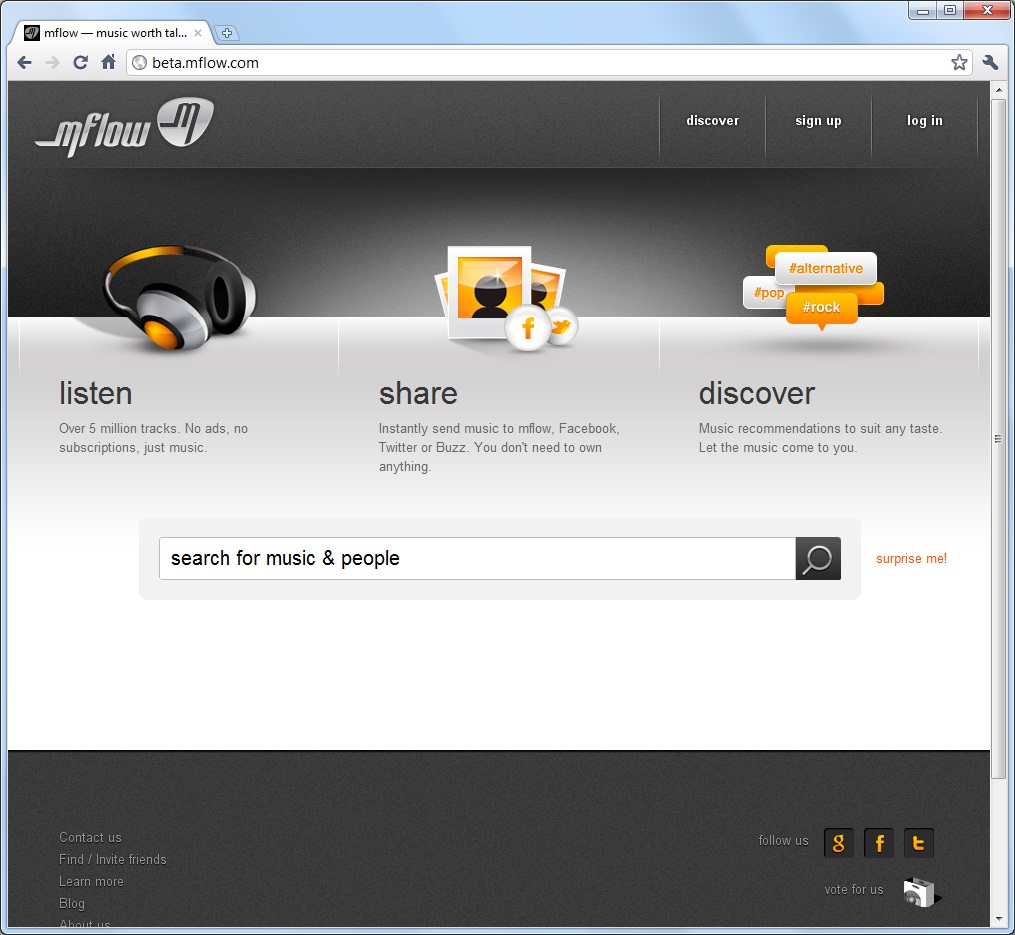 mflow — music worth tal...
beta.mflow.com
mflow m
discover
sign up
log in
#alternative
#pop
#rock
f
listen
Over 5 million tracks. No ads, no
subscriptions, just music.
share
Instantly send music to mflow, Facebook,
Twitter or Buzz. You don't need to own
anything.
discover
Music recommendations to suit any taste.
Let the music come to you.
search for music & people
surprise me!
Contact us
Find / Invite friends
Learn more
Blog
About us
follow us
g f t
vote for us